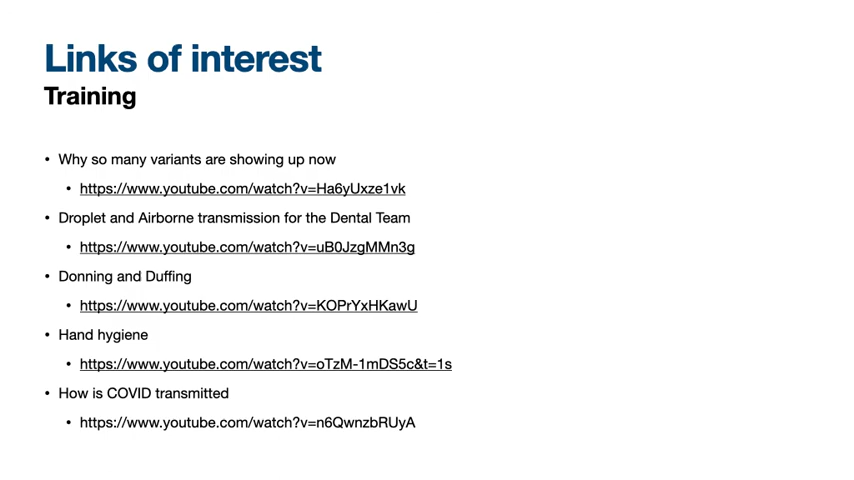 Links of interest
Training
• Why so many variants are showing up now
• https://www.youtube.com/watch?v=Ha6yUxze1vk
• Droplet and Airborne transmission for the Dental Team
• https://www.youtube.com/watch?v=uB0JzgMMn3g
• Donning and Duffing
• https://www.youtube.com/watch?v=KOPrYxHKawU
• Hand hygiene
• https://www.youtube.com/watch?v=oTzM-1mDS5c&t=1s
• How is COVID transmitted
• https://www.youtube.com/watch?v=n6QwnzbRUyA